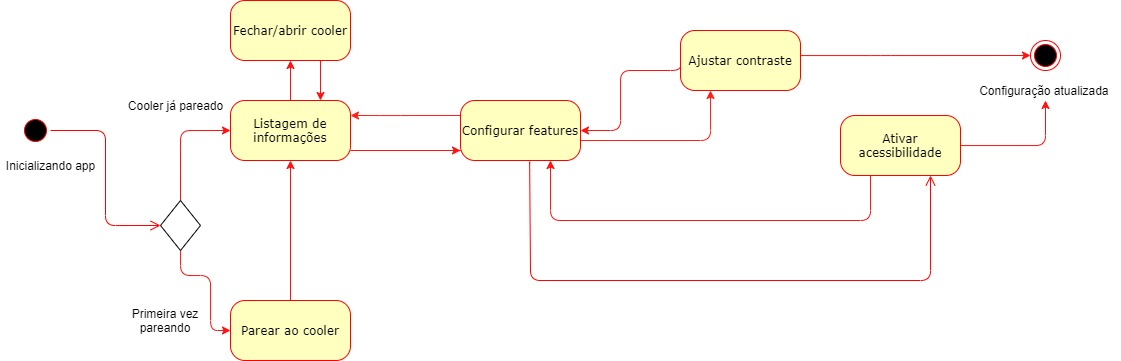 Fechar/abrir cooler
Ajustar contraste
Configuração atualizada
Cooler já pareado
Listagem de
informações
Configurar features
Ativar
acessibilidade
Inicializando app
Primeira vez
pareando
Parear ao cooler